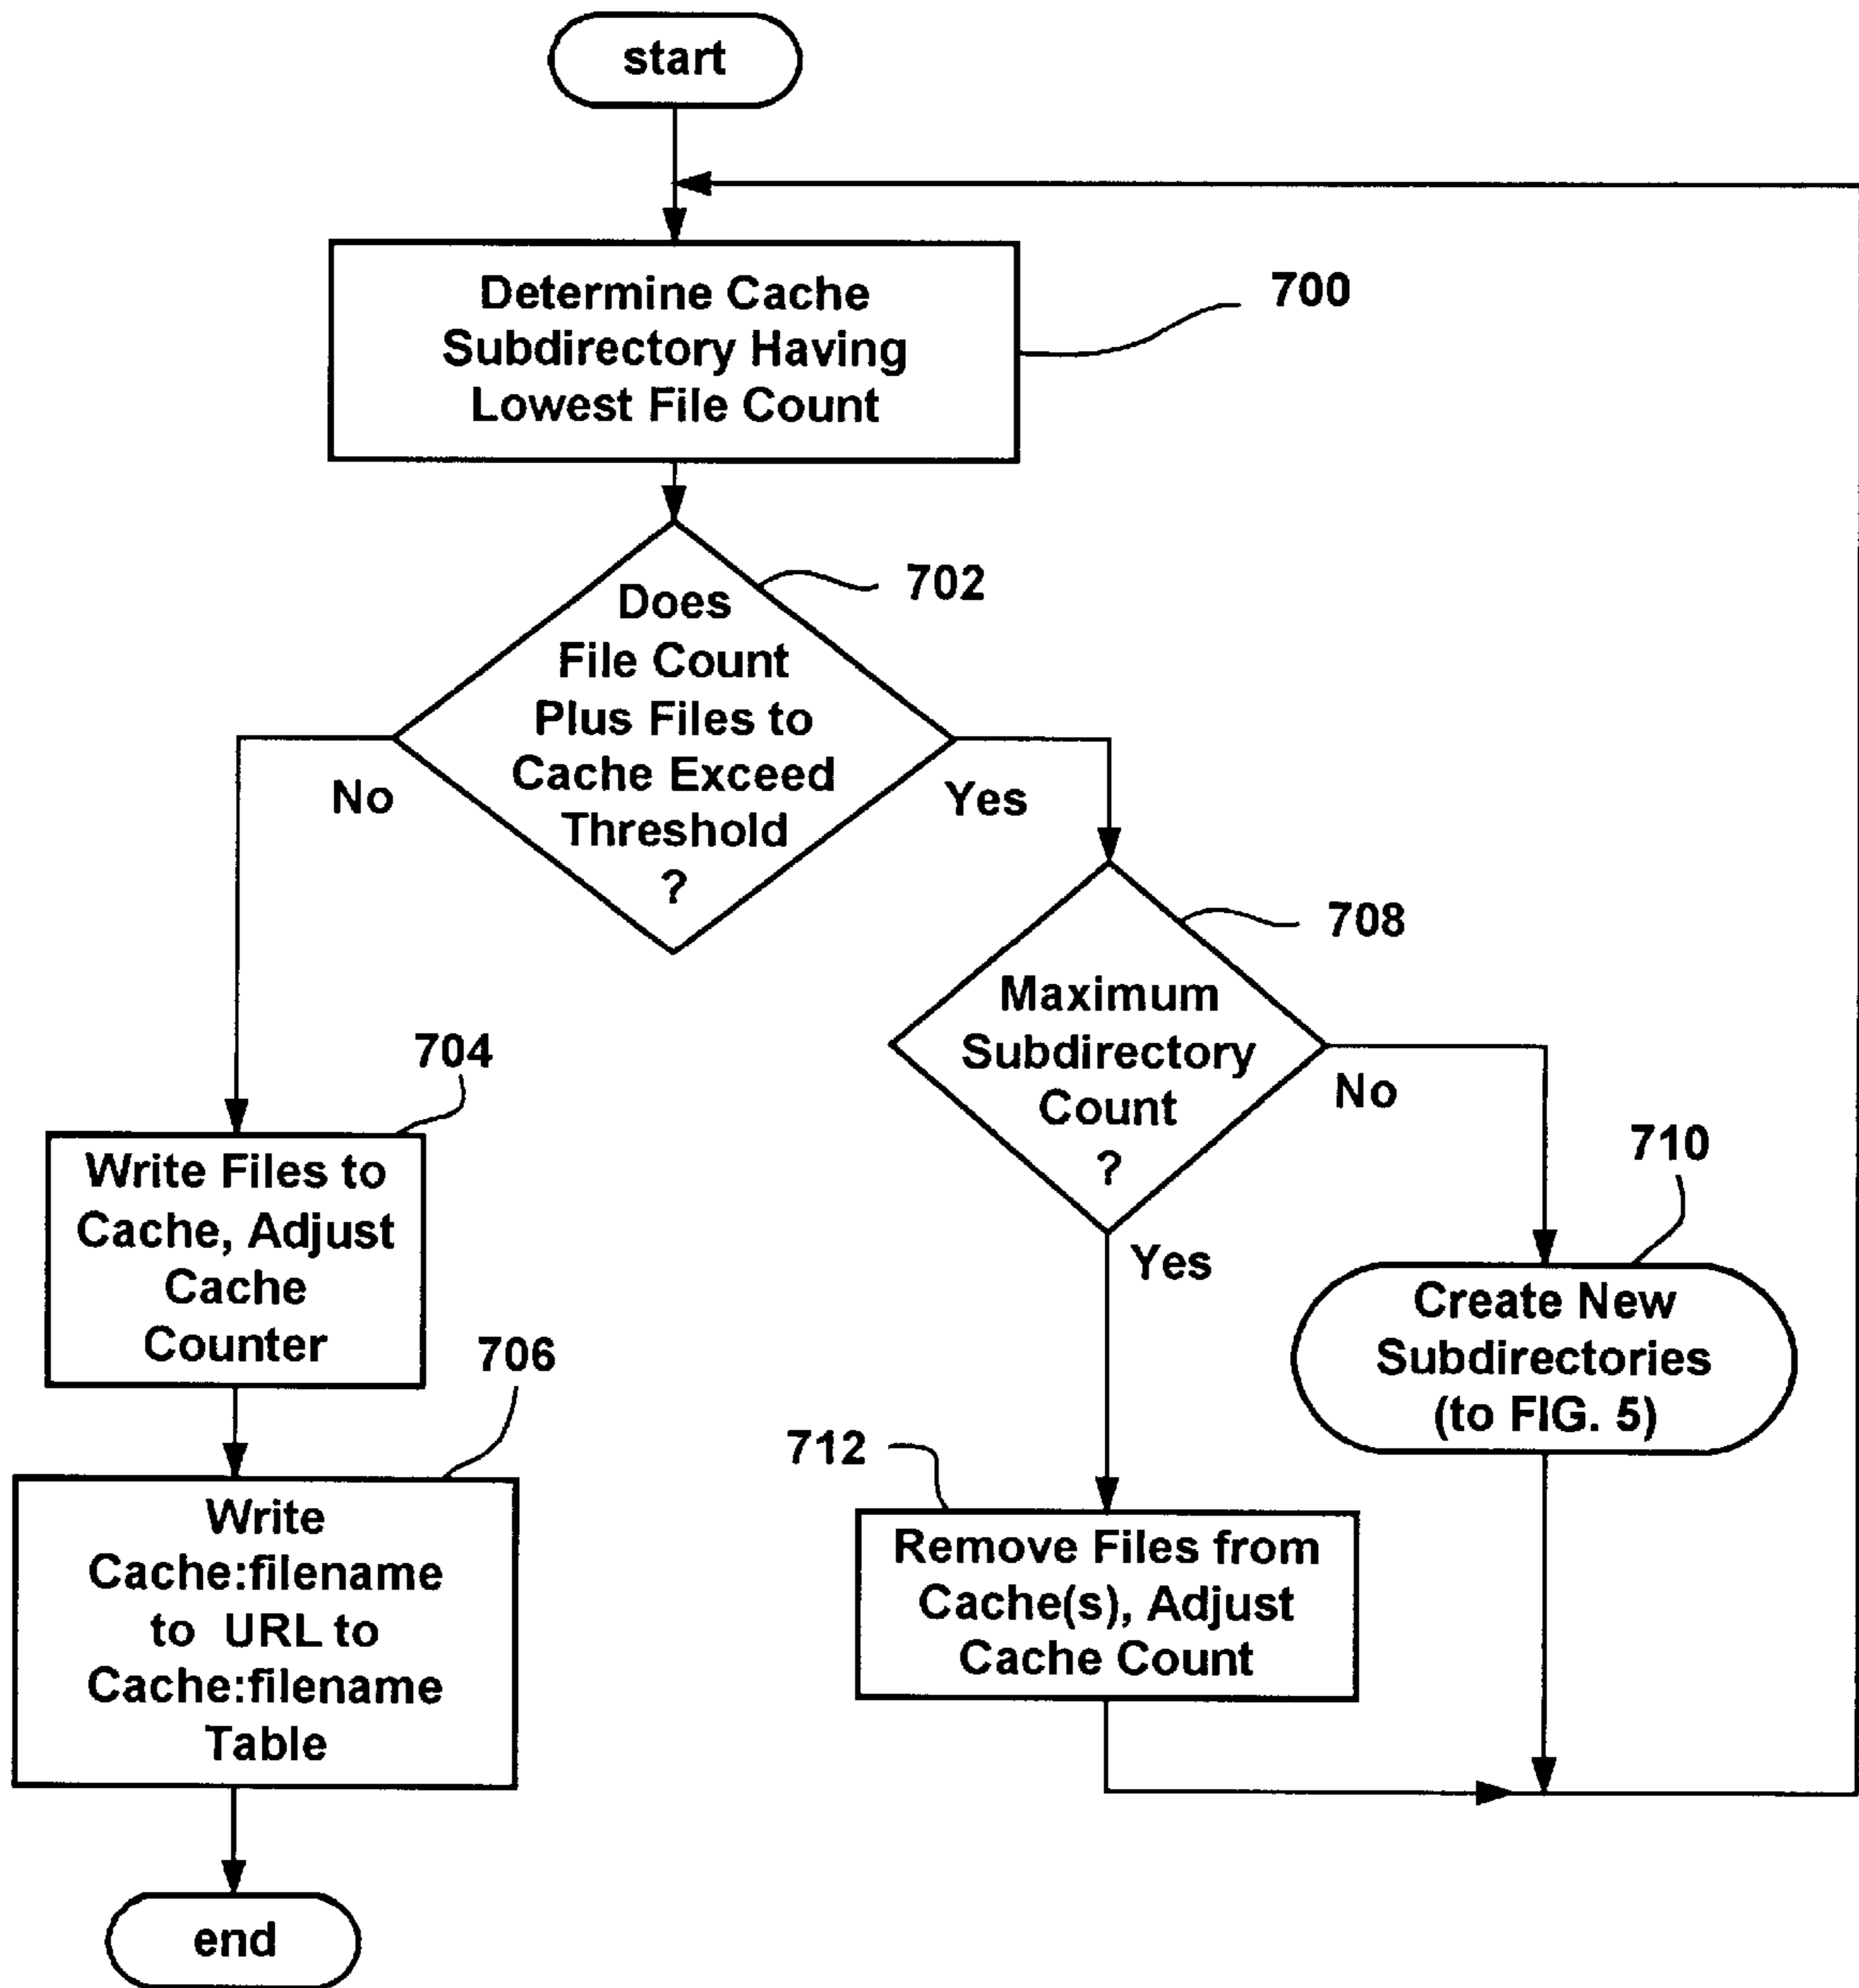 start
Determine Cache
Subdirectory Having
Lowest File Count
700
Does
File Count
Plus Files to
Cache Exceed
Threshold
?
702
No
Yes
Maximum
Subdirectory
Count
?
708
No
Yes
704
Write Files to
Cache, Adjust
Cache
Counter
710
Create New
Subdirectories
(to FIG. 5)
706
Write
Cache:filename
to URL to
Cache:filename
Table
712
Remove Files from
Cache(s), Adjust
Cache Count
end